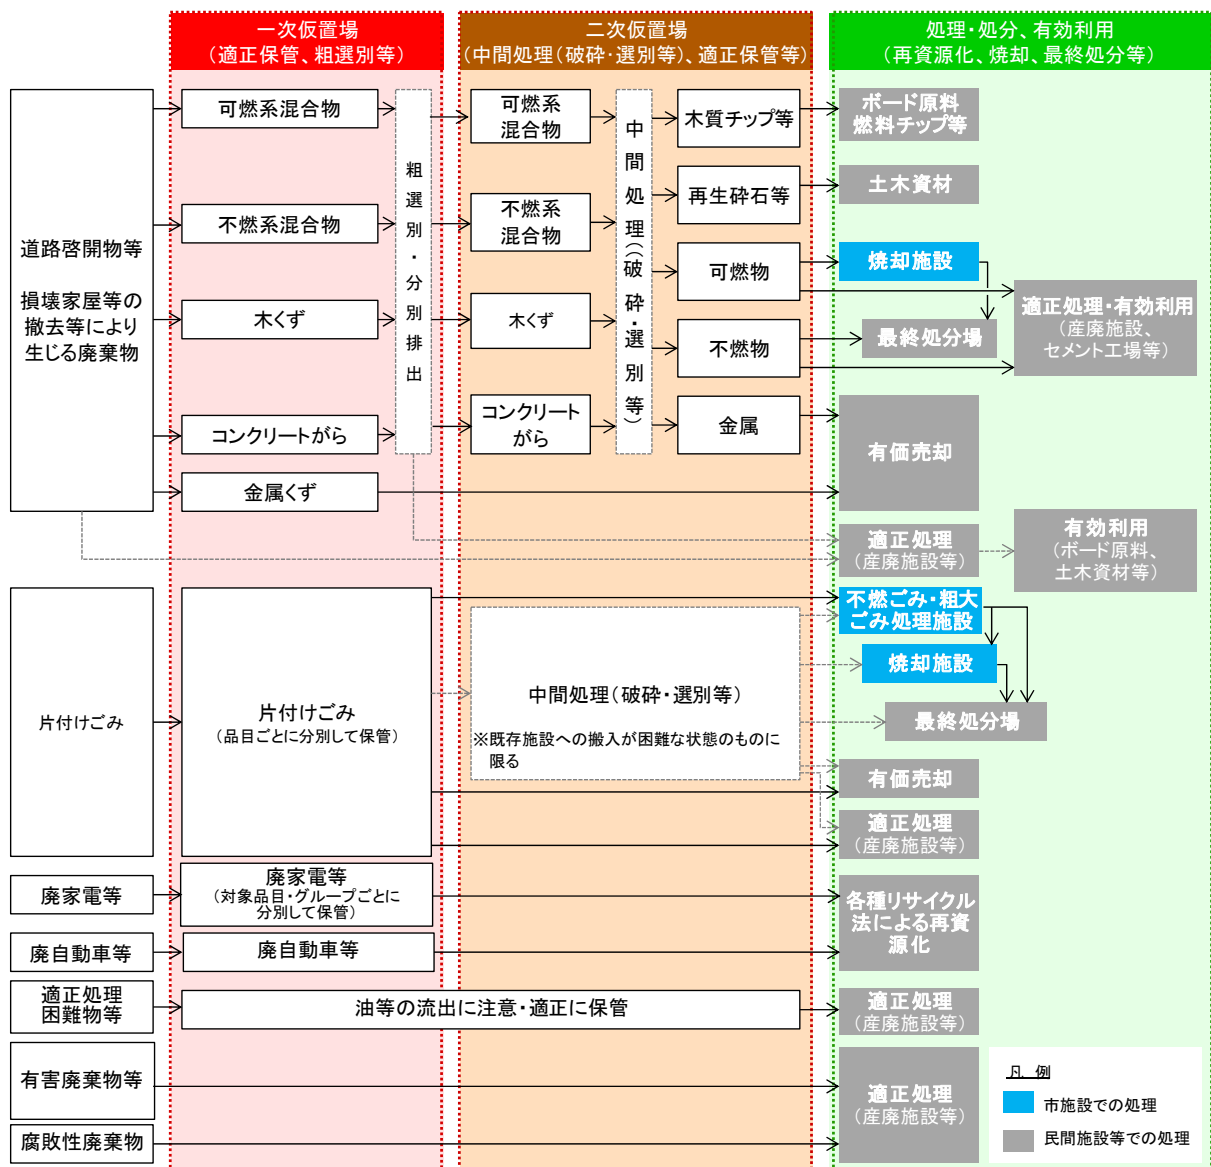 一次仮置場
（適正保管、粗選別等）
二次仮置場
（中間処理（破砕・選別等）、適正保管等）
処理・処分、有効利用
（再資源化、焼却、最終処分等）
道路啓開物等
損壊家屋等の
撤去等により
生じる廃棄物
可燃系混合物
不燃系混合物
木くず
コンクリートがら
金属くず
粗選別・分別排出
可燃系
混合物
不燃系
混合物
木くず
コンクリート
がら
中間処理（（破砕・選別等）
木質チップ等
再生砕石等
可燃物
不燃物
金属
ボード原料
燃料チップ等
土木資材
焼却施設
最終処分場
適正処理・有効利用
（産廃施設、
セメント工場等）
有価売却
適正処理
（産廃施設等）
有効利用
（ボード原料、
土木資材等）
片付けごみ
片付けごみ
（品目ごとに分別して保管）
中間処理（破砕・選別等）
※既存施設への搬入が困難な状態のものに
限る
不燃ごみ・粗大
ごみ処理施設
焼却施設
最終処分場
有価売却
適正処理
（産廃施設等）
廃家電等
廃家電等
（対象品目・グループごとに
分別して保管）
各種リサイクル
法による再資
源化
廃自動車等
廃自動車等
適正処理
困難物等
油等の流出に注意・適正に保管
適正処理
（産廃施設等）
有害廃棄物等
適正処理
（産廃施設等）
腐敗性廃棄物
凡　例
市施設での処理
民間施設等での処理